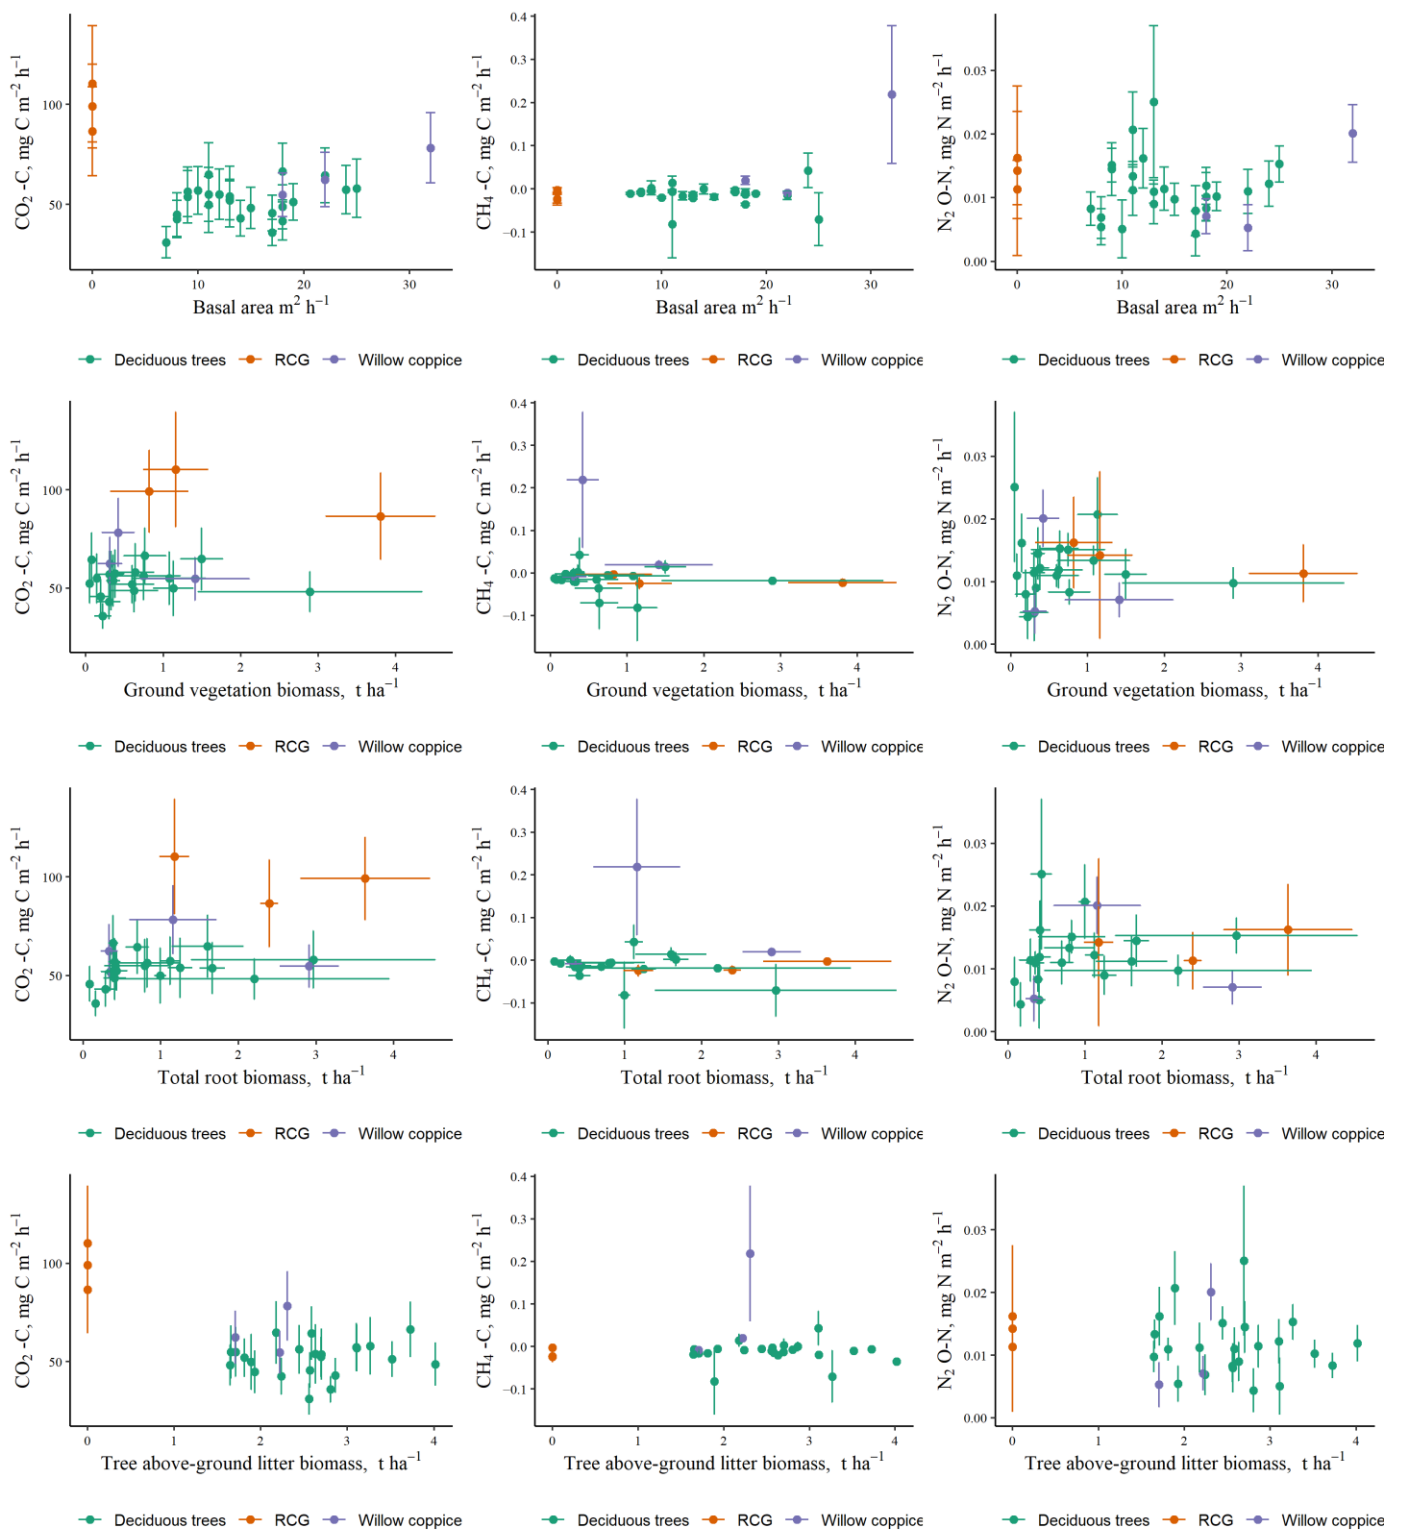 CO2 -C, mg C m−2 h−1
100
50
0
10
20
30
Basal area m2 h−1
Deciduous trees RCG Willow coppice
CH4 -C, mg C m−2 h−1
0.4
0.3
0.2
0.1
0.0
−0.1
0
10
20
30
Basal area m2 h−1
Deciduous trees RCG Willow coppice
N2 O-N, mg N m−2 h−1
0.03
0.02
0.01
0.00
0
10
20
30
Basal area m2 h−1
Deciduous trees RCG Willow coppice
CO2 -C, mg C m−2 h−1
100
50
0
1
2
3
4
Ground vegetation biomass, t ha−1
Deciduous trees RCG Willow coppice
CH4 -C, mg C m−2 h−1
0.4
0.3
0.2
0.1
0.0
−0.1
0
1
2
3
4
Ground vegetation biomass, t ha−1
Deciduous trees RCG Willow coppice
N2 O-N, mg N m−2 h−1
0.03
0.02
0.01
0.00
0
1
2
3
4
Ground vegetation biomass, t ha−1
Deciduous trees RCG Willow coppice
CO2 -C, mg C m−2 h−1
100
50
0
1
2
3
4
Total root biomass, t ha−1
Deciduous trees RCG Willow coppice
CH4 -C, mg C m−2 h−1
0.4
0.3
0.2
0.1
0.0
−0.1
0
1
2
3
4
Total root biomass, t ha−1
Deciduous trees RCG Willow coppice
N2 O-N, mg N m−2 h−1
0.03
0.02
0.01
0.00
0
1
2
3
4
Total root biomass, t ha−1
Deciduous trees RCG Willow coppice
CO2 -C, mg C m−2 h−1
100
50
0
1
2
3
4
Tree above-ground litter biomass, t ha−1
Deciduous trees RCG Willow coppice
CH4 -C, mg C m−2 h−1
0.4
0.3
0.2
0.1
0.0
−0.1
0
1
2
3
4
Tree above-ground litter biomass, t ha−1
Deciduous trees RCG Willow coppice
N2 O-N, mg N m−2 h−1
0.03
0.02
0.01
0.00
0
1
2
3
4
Tree above-ground litter biomass, t ha−1
Deciduous trees RCG Willow coppice